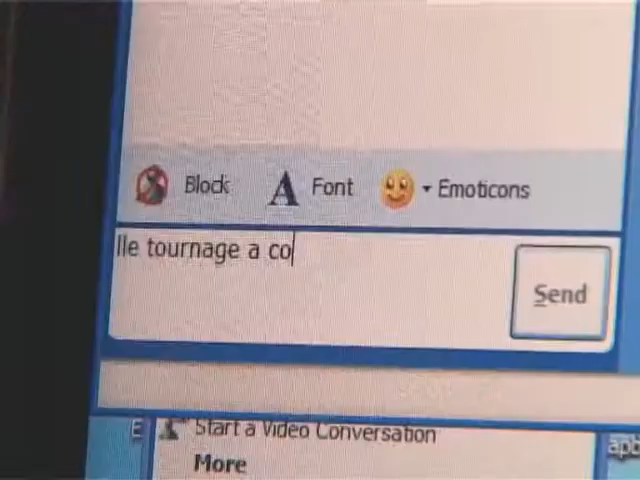 Block Font Emoticons
lle tournage a co
Send
Start a Video Conversation
More